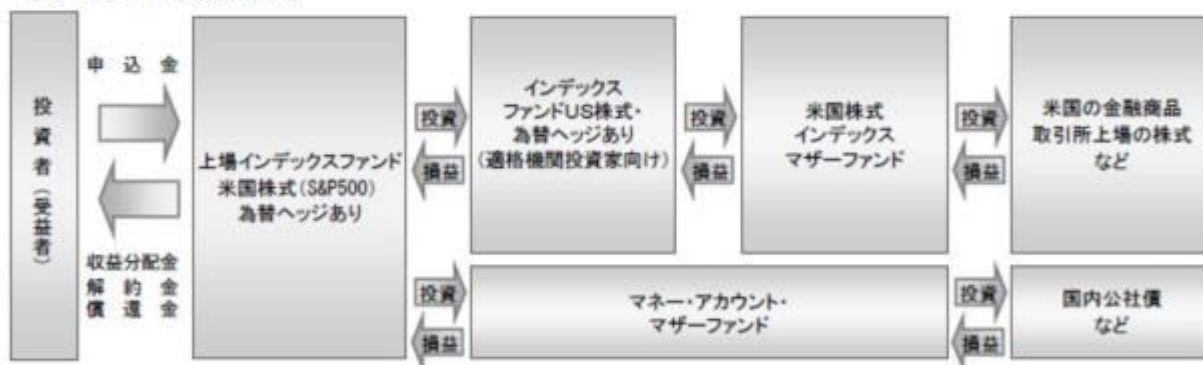 投資者(受益者)
申込金
収益分配金
解約金
償還金
上場インデックスファンド
米国株式(S&P500)
為替ヘッジあり
投資
損益
インデックス
ファンドUS株式・
為替ヘッジあり
(適格機関投資家向け)
投資
損益
米国株式
インデックス
マザーファンド
投資
損益
米国の金融商品
取引所上場の株式
など
投資
損益
マネー・アカウント・
マザーファンド
投資
損益
国内公社債
など